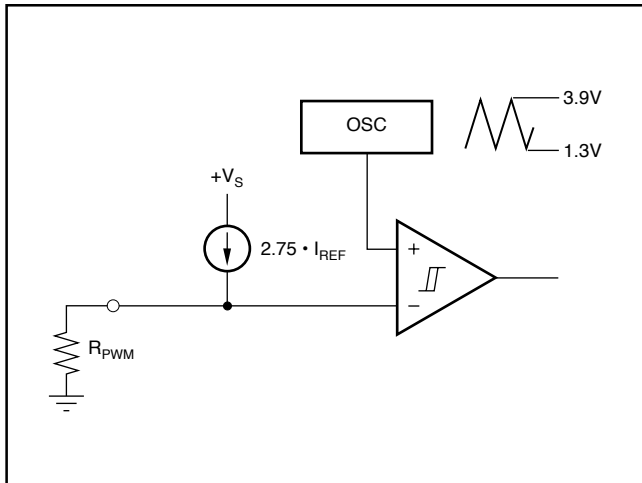 OSC
3.9V
1.3V
+VS
2.75 • IREF
+
−
RPWM